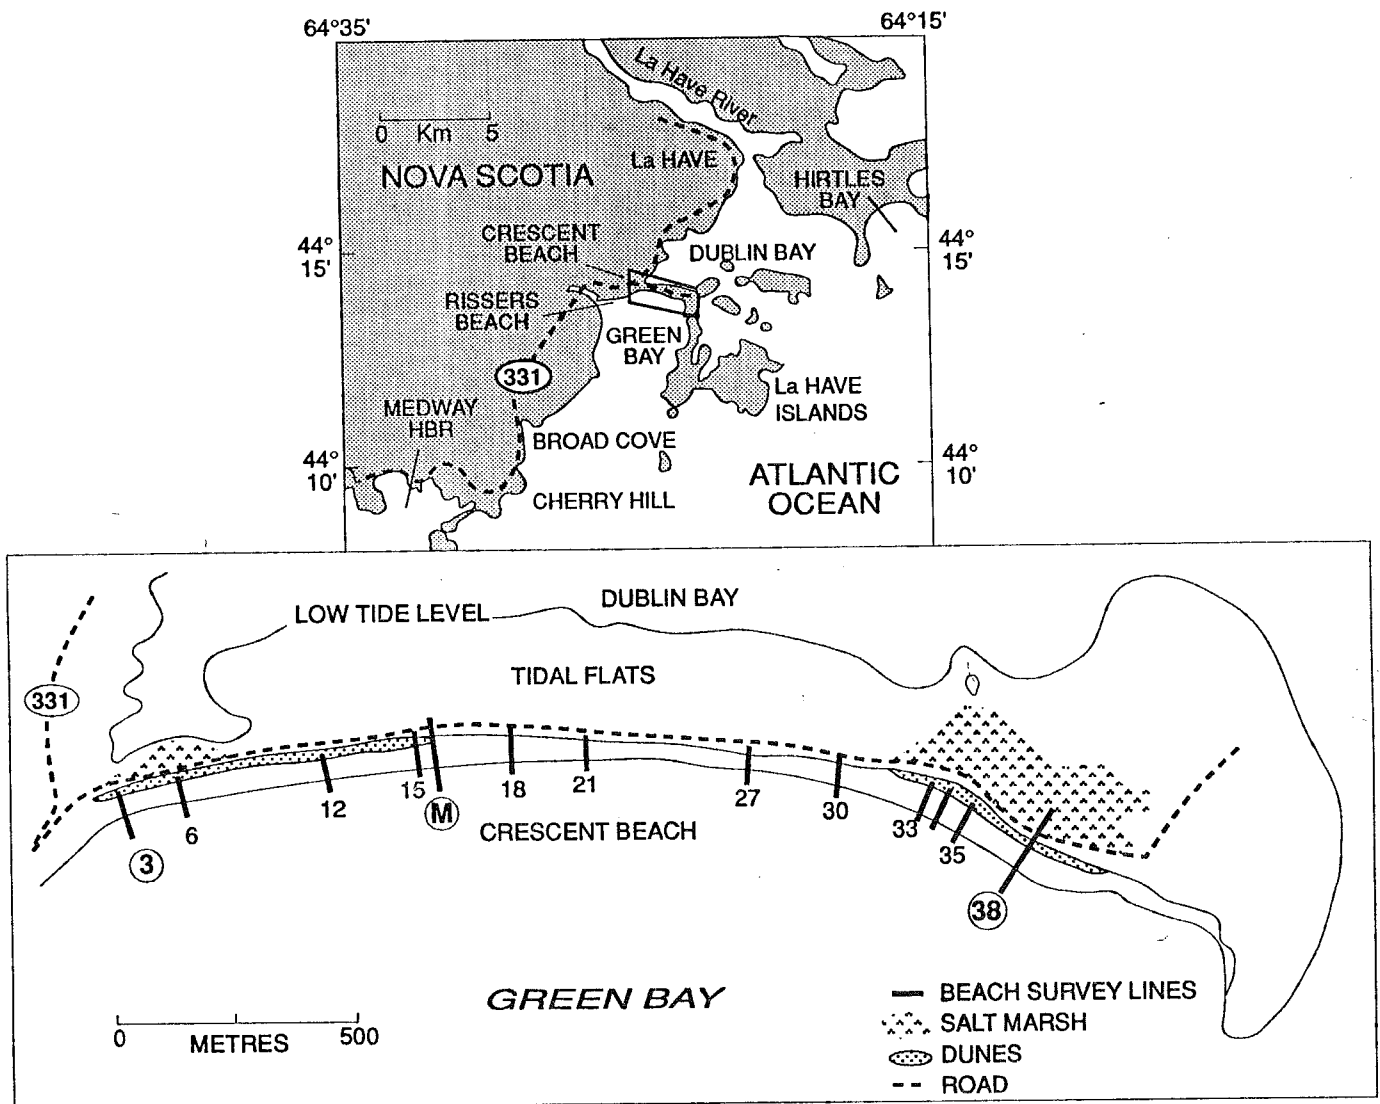 64°35'
64°15'
La Have River
0 Km 5
La HAVE
NOVA SCOTIA
HIRTLES
BAY
CRESCENT
BEACH
DUBLIN BAY
44°
15'
44°
15'
RISSERS
BEACH
GREEN
BAY
331
La HAVE
ISLANDS
MEDWAY
HBR
BROAD COVE
44°
10'
44°
10'
ATLANTIC
OCEAN
CHERRY HILL
DUBLIN BAY
LOW TIDE LEVEL
TIDAL FLATS
331
3
6
12
15
M
18
21
27
30
33
35
38
CRESCENT BEACH
GREEN BAY
0 METRES 500
BEACH SURVEY LINES
SALT MARSH
DUNES
ROAD